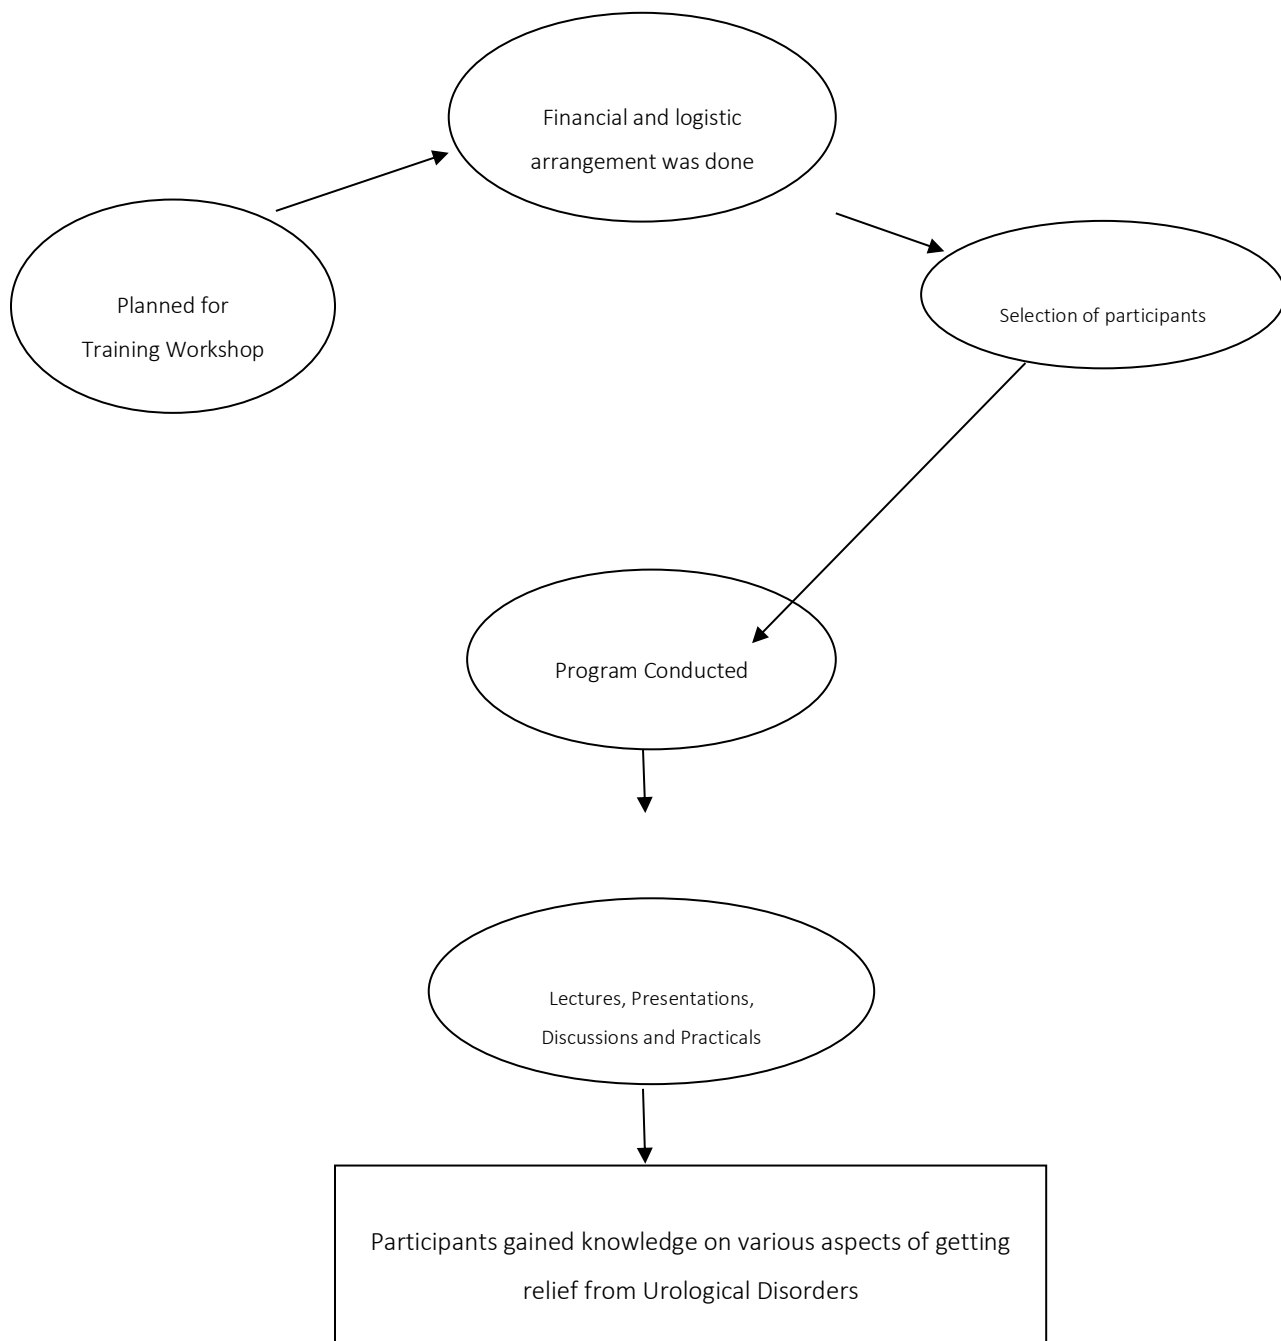 Planned for
Training Workshop
Financial and logistic
arrangement was done
Selection of participants
Program Conducted
Lectures, Presentations,
Discussions and Practicals
Participants gained knowledge on various aspects of getting
relief from Urological Disorders